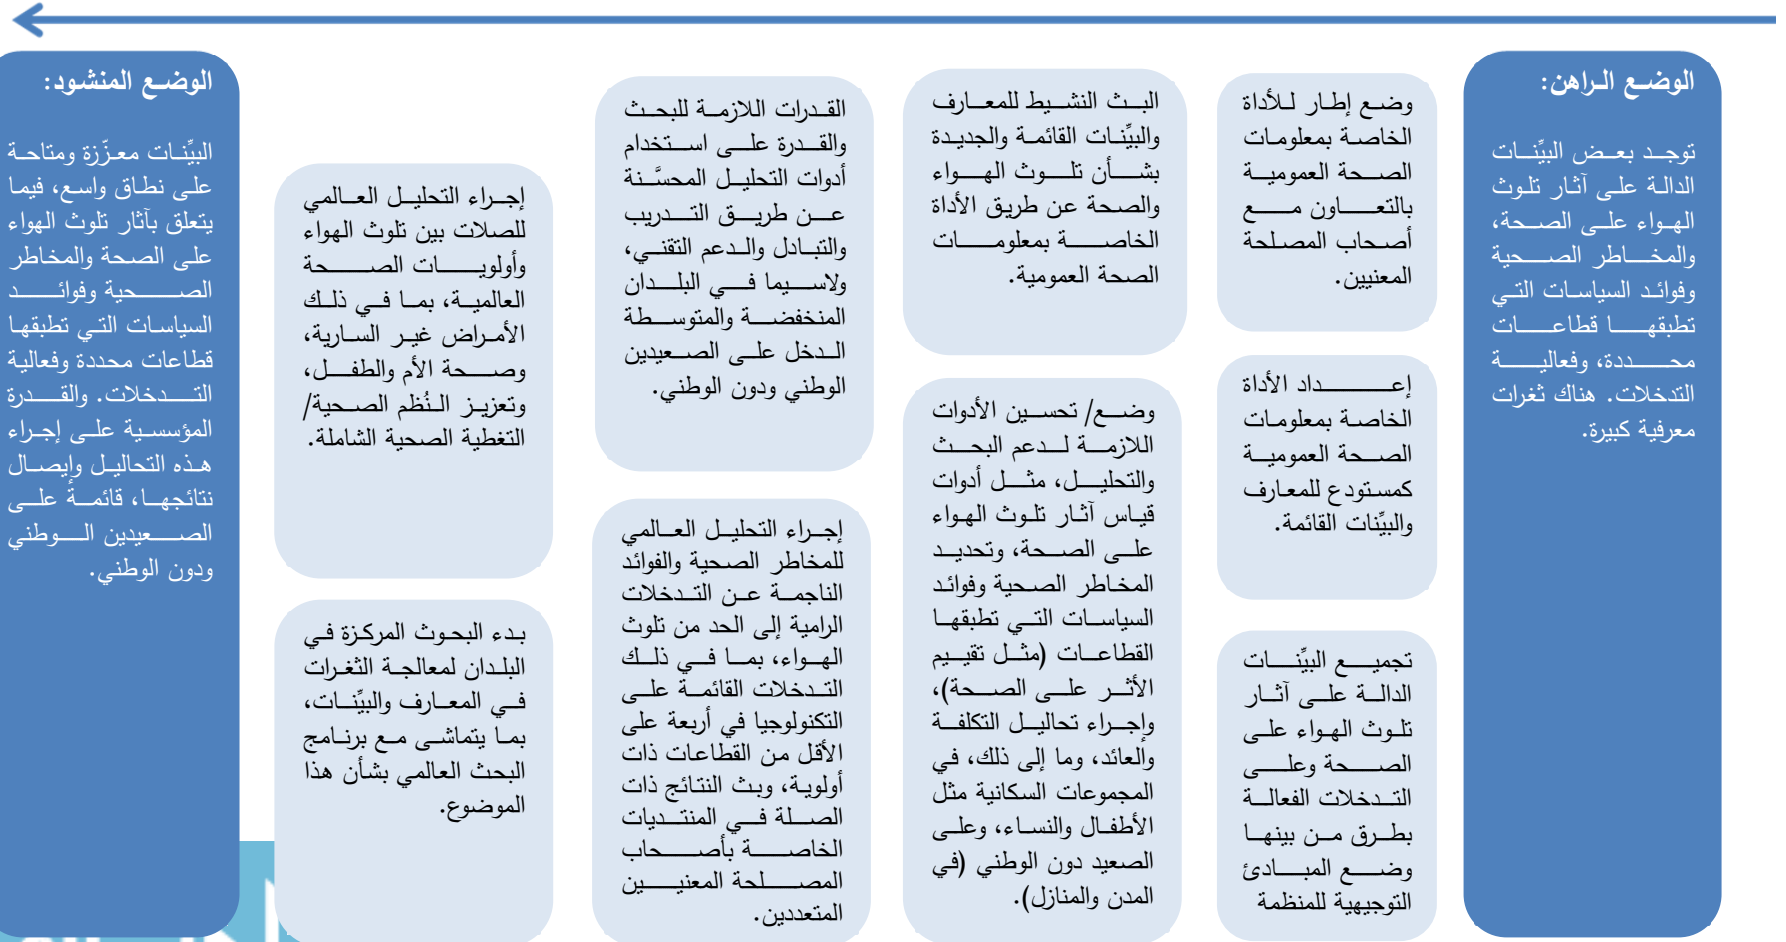 الوضع الراهن:
توجد بعض البيِّنات
الدالة على آثار تلوث
الهواء على الصحة،
والمخاطر الصحية
وفوائد السياسات التي
تطبقها قطاعات
محددة، وفعالية
التدخلات. هناك ثغرات
معرفية كبيرة.
وضع إطار للأداة
الخاصة بمعلومات
الصحة العمومية
بالتعاون مع
أصحاب المصلحة
المعنيين.
إعداد الأداة
الخاصة بمعلومات
الصحة العمومية
كمستودع للمعارف
والبيِّنات القائمة.
تجميع البيِّنات
الدالة على آثار
تلوث الهواء على
الصحة وعلى
التدخلات الفعالة
بطرق من بينها
وضع المبادئ
التوجيهية للمنظمة
البث النشيط للمعارف
والبيِّنات القائمة والجديدة
بشأن تلوث الهواء
والصحة عن طريق الأداة
الخاصة بمعلومات
الصحة العمومية.
وضع/ تحسين الأدوات
اللازمة لدعم البحث
والتحليل، مثل أدوات
قياس آثار تلوث الهواء
على الصحة، وتحديد
المخاطر الصحية وفوائد
السياسات التي تطبقها
القطاعات (مثل تقييم
الأثر على الصحة)،
وإجراء تحاليل التكلفة
والعائد، وما إلى ذلك، في
المجموعات السكانية مثل
الأطفال والنساء، وعلى
الصعيد دون الوطني (في
المدن والمنازل).
القدرات اللازمة للبحث
والقدرة على استخدام
أدوات التحليل المحسَّنة
عن طريق التدريب
والتبادل والدعم التقني،
ولاسيما في البلدان
المنخفضة والمتوسطة
الدخل على الصعيدين
الوطني ودون الوطني.
إجراء التحليل العالمي
للمخاطر الصحية والفوائد
الناجمة عن التدخلات
الرامية إلى الحد من تلوث
الهواء، بما في ذلك
التدخلات القائمة على
التكنولوجيا في أربعة على
الأقل من القطاعات ذات
أولوية، وبث النتائج ذات
الصلة في المنتديات
الخاصة بأصحاب
المصلحة المعنيين
المتعددين.
إجراء التحليل العالمي
للصلات بين تلوث الهواء
وأولويات الصحة
العالمية، بما في ذلك
الأمراض غير السارية،
وصحة الأم والطفل،
وتعزيز النُظم الصحية/
التغطية الصحية الشاملة.
بدء البحوث المركزة في
البلدان لمعالجة الثغرات
في المعارف والبيِّنات،
بما يتماشى مع برنامج
البحث العالمي بشأن هذا
الموضوع.
الوضع المنشود:
البيِّنات معزّزة ومتاحة
على نطاق واسع، فيما
يتعلق بآثار تلوث الهواء
على الصحة والمخاطر
الصحية وفوائد
السياسات التي تطبقها
قطاعات محددة وفعالية
التدخلات. والقدرة
المؤسسية على إجراء
هذه التحاليل وإيصال
نتائجها، قائمة على
الصعيدين الوطني
ودون الوطني.